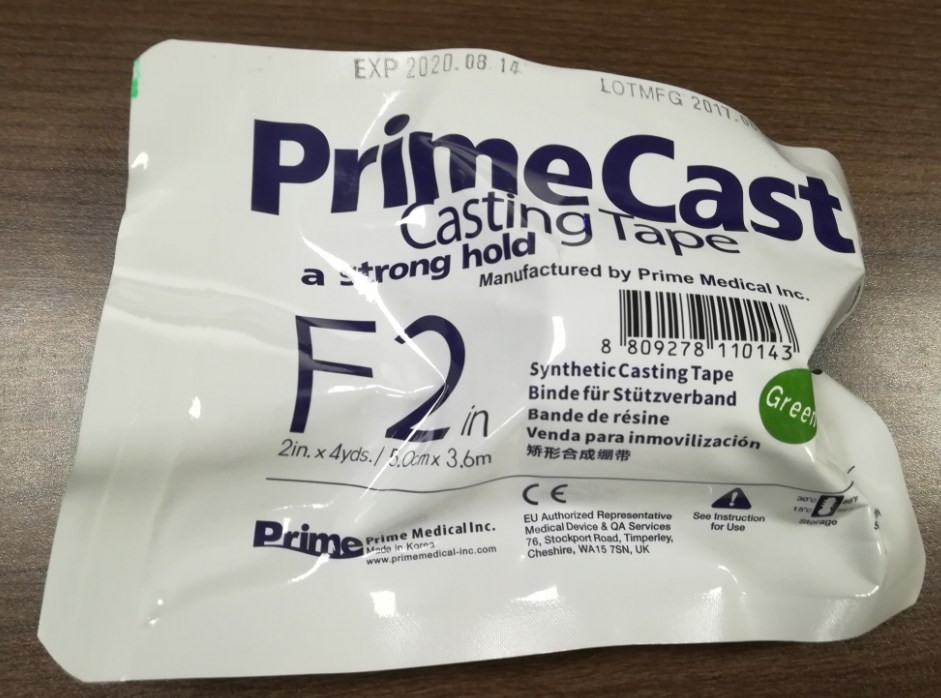 EXP 2020.08.14
LOTMFG 2017.
PrimeCast
Casting Tape
a strong hold
Manufactured by Prime Medical Inc.
8 809278 110143
F2in
2in. x 4yds./ 5.0cm x 3.6m
Synthetic Casting Tape
Binde für Stützverband
Bande de résine
Venda para inmovilización
矫形合成绷带
Green
Prime
Prime Medical Inc.
Made in Korea
www.primemedical-inc.com
CE
EU Authorized Representative
Medical Device & QA Services
76, Stockport Road, Timperley,
Cheshire, WA15 7SN, UK
See Instruction
for Use
30°C
15°C
Storage